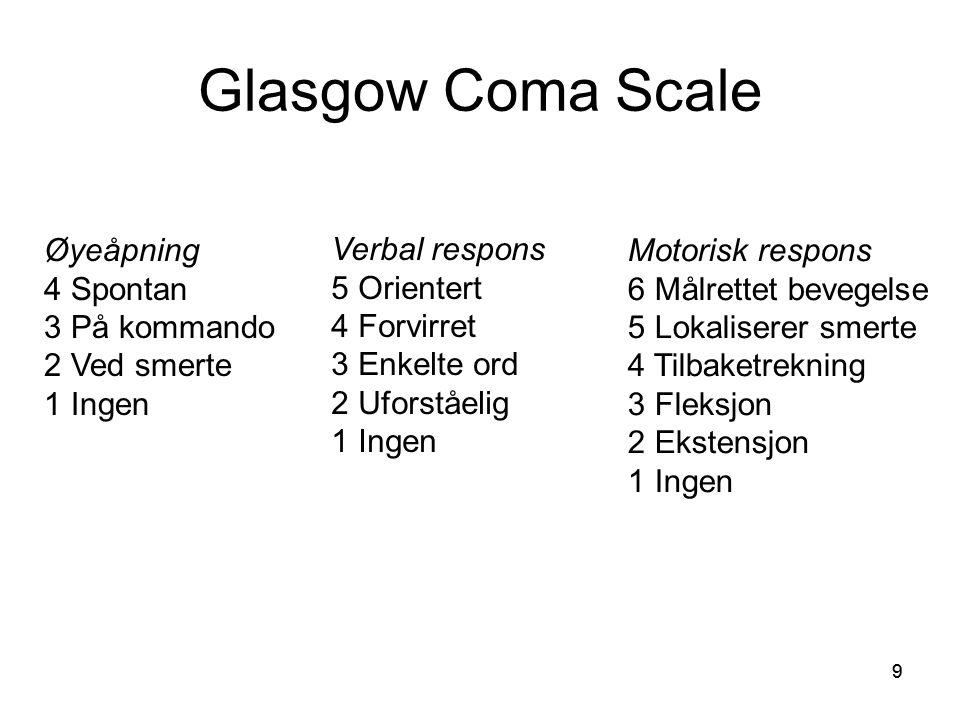 Glasgow Coma Scale
Øyeåpning
4 Spontan
3 På kommando
2 Ved smerte
1 Ingen
Verbal respons
5 Orientert
4 Forvirret
3 Enkelte ord
2 Uforståelig
1 Ingen
Motorisk respons
6 Målrettet bevegelse
5 Lokaliserer smerte
4 Tilbaketrekning
3 Fleksjon
2 Ekstensjon
1 Ingen
9